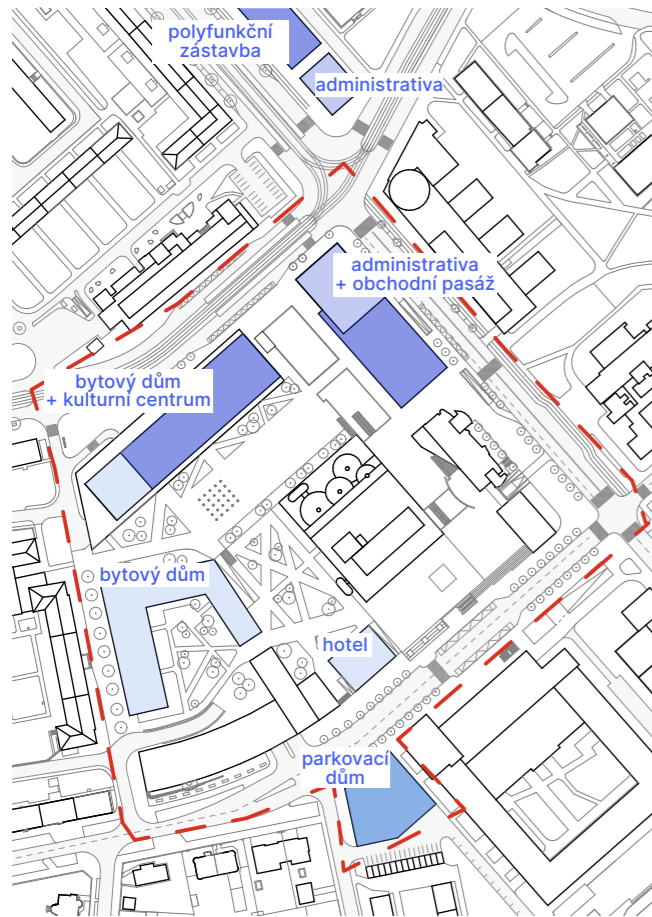 polyfunkční
zástavba
administrativa
administrativa
+ obchodní pasáž
bytový dům
+ kulturní centrum
bytový dům
hotel
parkovací
dům